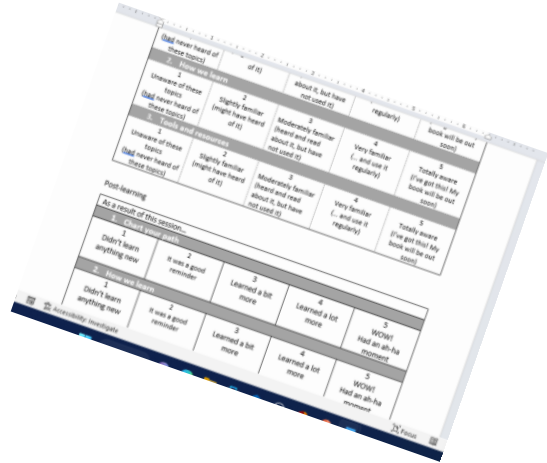 (had never heard of
these topics)
of it)
about it, but have
not used it)
regularly)
book will be out
soon)
2. How we learn
1
Unaware of these
topics
(had never heard of
these topics)
2
Slightly familiar
(might have heard
of it)
3
Moderately familiar
(heard and read
about it, but have
not used it)
4
Very familiar
(... and use it
regularly)
5
Totally aware
(I've got this! My
book will be out
soon)
3. Tools and resources
1
Unaware of these
topics
(had never heard of
these topics)
2
Slightly familiar
(might have heard
of it)
3
Moderately familiar
(heard and read
about it, but have
not used it)
4
Very familiar
(... and use it
regularly)
5
Totally aware
(I've got this! My
book will be out
soon)
Post-learning
As a result of this session...
1. Chart your path
1
Didn't learn
anything new
2
It was a good
reminder
3
Learned a bit
more
4
Learned a lot
more
5
WOW!
Had an ah-ha
moment
2. How we learn
1
Didn't learn
anything new
2
It was a good
reminder
3
Learned a bit
more
4
Learned a lot
more
5
WOW!
Had an ah-ha
moment
Accessibility: Investigate
Focus